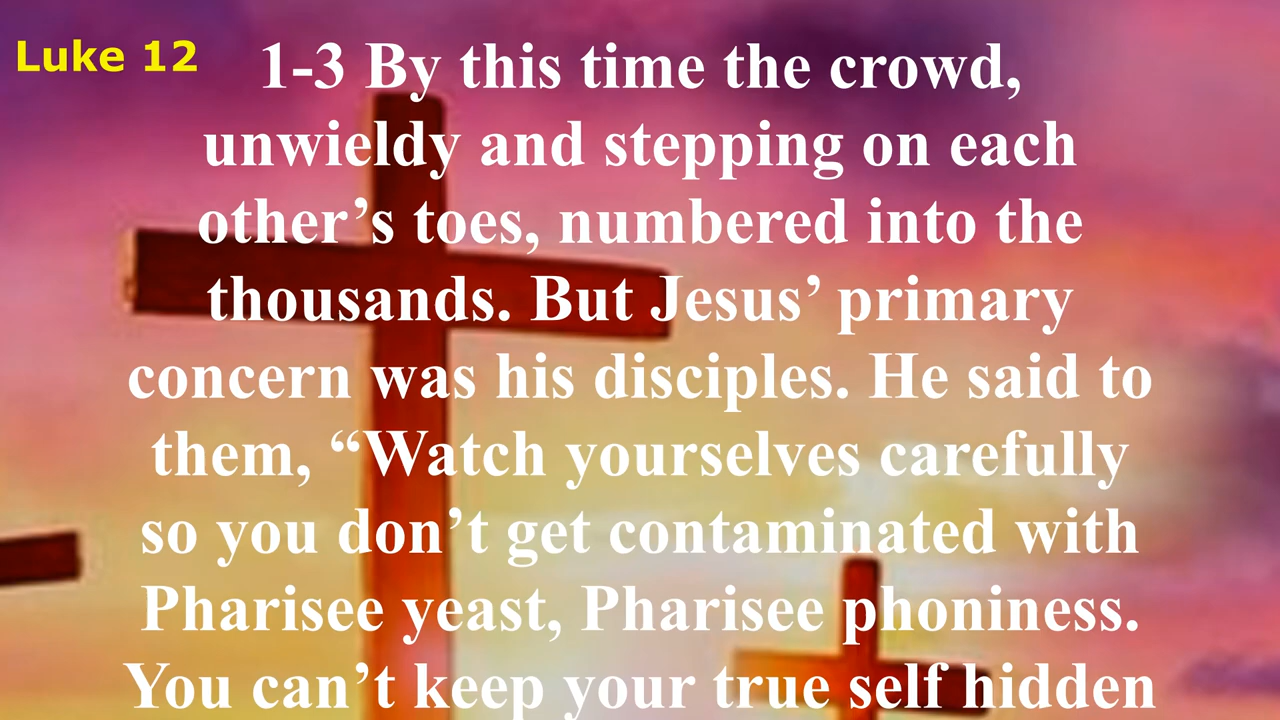 Luke 12
1-3 By this time the crowd,
unwieldy and stepping on each
other’s toes, numbered into the
thousands. But Jesus’ primary
concern was his disciples. He said to
them, “Watch yourselves carefully
so you don’t get contaminated with
Pharisee yeast, Pharisee phoniness.
You can’t keep your true self hidden